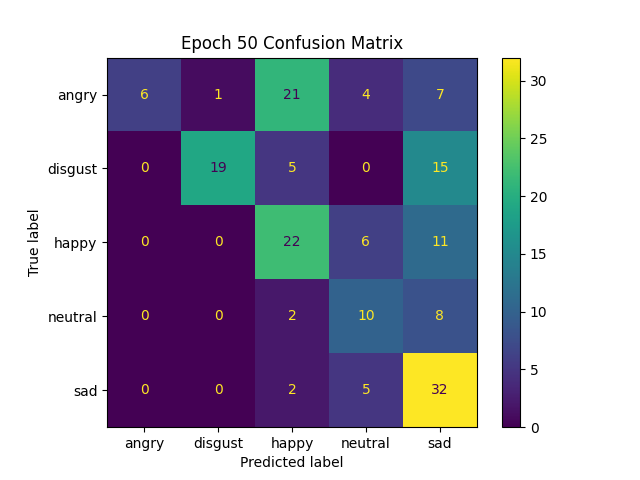 Epoch 50 Confusion Matrix
angry 6 1 21 4 7
disgust 0 19 5 0 15
happy 0 0 22 6 11
neutral 0 0 2 10 8
sad 0 0 2 5 32
angry disgust happy neutral sad
Predicted label
True label
30
25
20
15
10
5
0